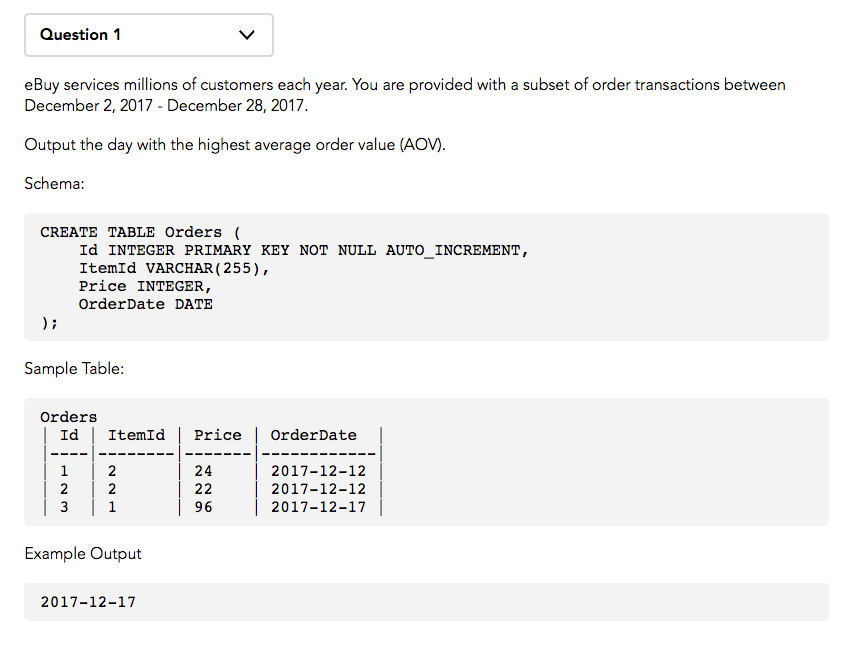 Question 1
eBuy services millions of customers each year. You are provided with a subset of order transactions between
December 2, 2017 - December 28, 2017.
Output the day with the highest average order value (AOV).
Schema:
CREATE TABLE Orders (
    Id INTEGER PRIMARY KEY NOT NULL AUTO_INCREMENT,
    ItemId VARCHAR(255),
    Price INTEGER,
    OrderDate DATE
);
Sample Table:
Orders
| Id | ItemId | Price | OrderDate |
|----|--------|-------|------------|
| 1 | 2 | 24 | 2017-12-12 |
| 2 | 2 | 22 | 2017-12-12 |
| 3 | 1 | 96 | 2017-12-17 |
Example Output
2017-12-17